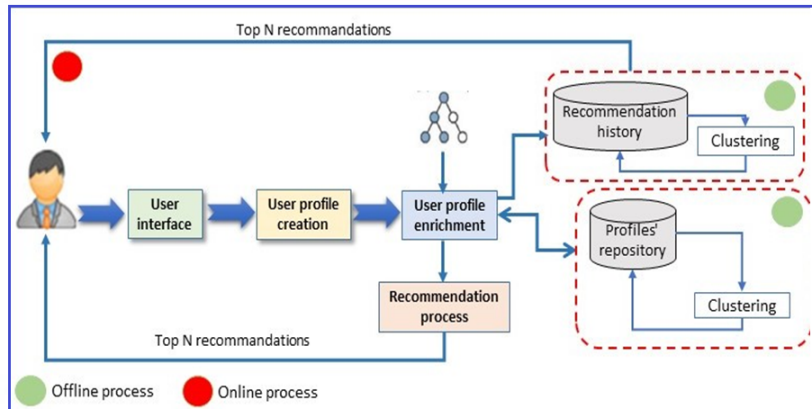 Top N recommandations
Recommendation
history
Clustering
User
interface
User profile
creation
User profile
enrichment
Profiles'
repository
Clustering
Recommendation
process
Top N recommandations
Offline process
Online process